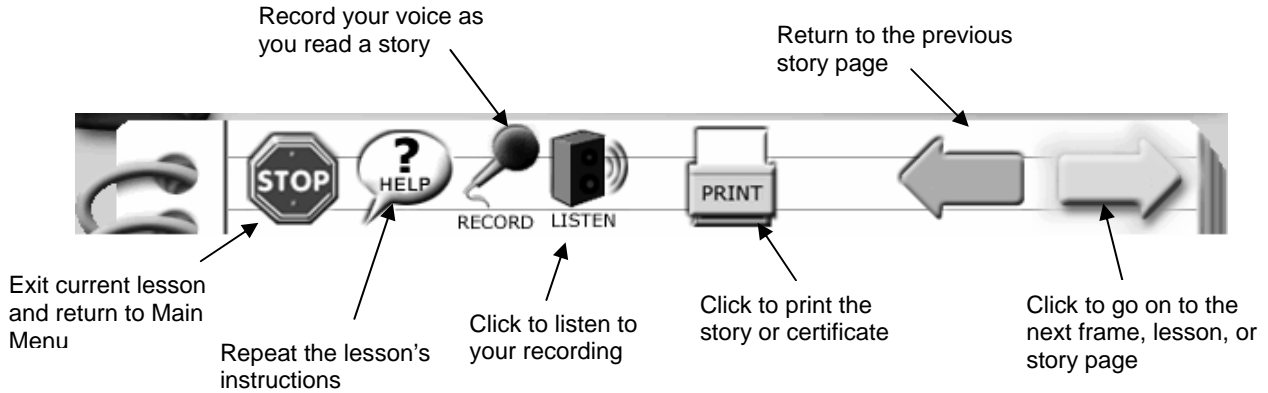 Record your voice as
you read a story
Return to the previous
story page
STOP
?
HELP
RECORD
LISTEN
PRINT
Exit current lesson
and return to Main
Menu
Repeat the lesson's
instructions
Click to listen to
your recording
Click to print the
story or certificate
Click to go on to the
next frame, lesson, or
story page